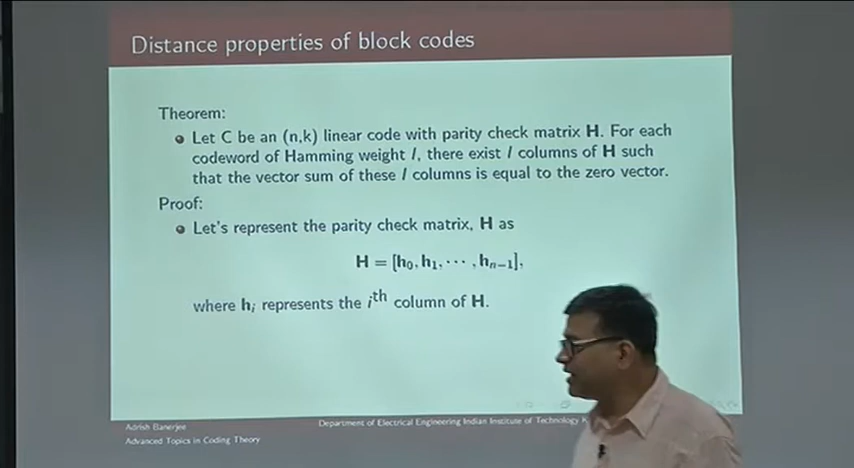 Distance properties of block codes
Theorem:
Let C be an (n,k) linear code with parity check matrix H. For each
codeword of Hamming weight l, there exist l columns of H such
that the vector sum of these l columns is equal to the zero vector.
Proof:
Let's represent the parity check matrix, H as
H = [h₀, h₁, ⋯ , hₙ₋₁],
where hᵢ represents the iᵗʰ column of H.
Adrish Banerjee
Department of Electrical Engineering Indian Institute of Technology
Advanced Topics in Coding Theory